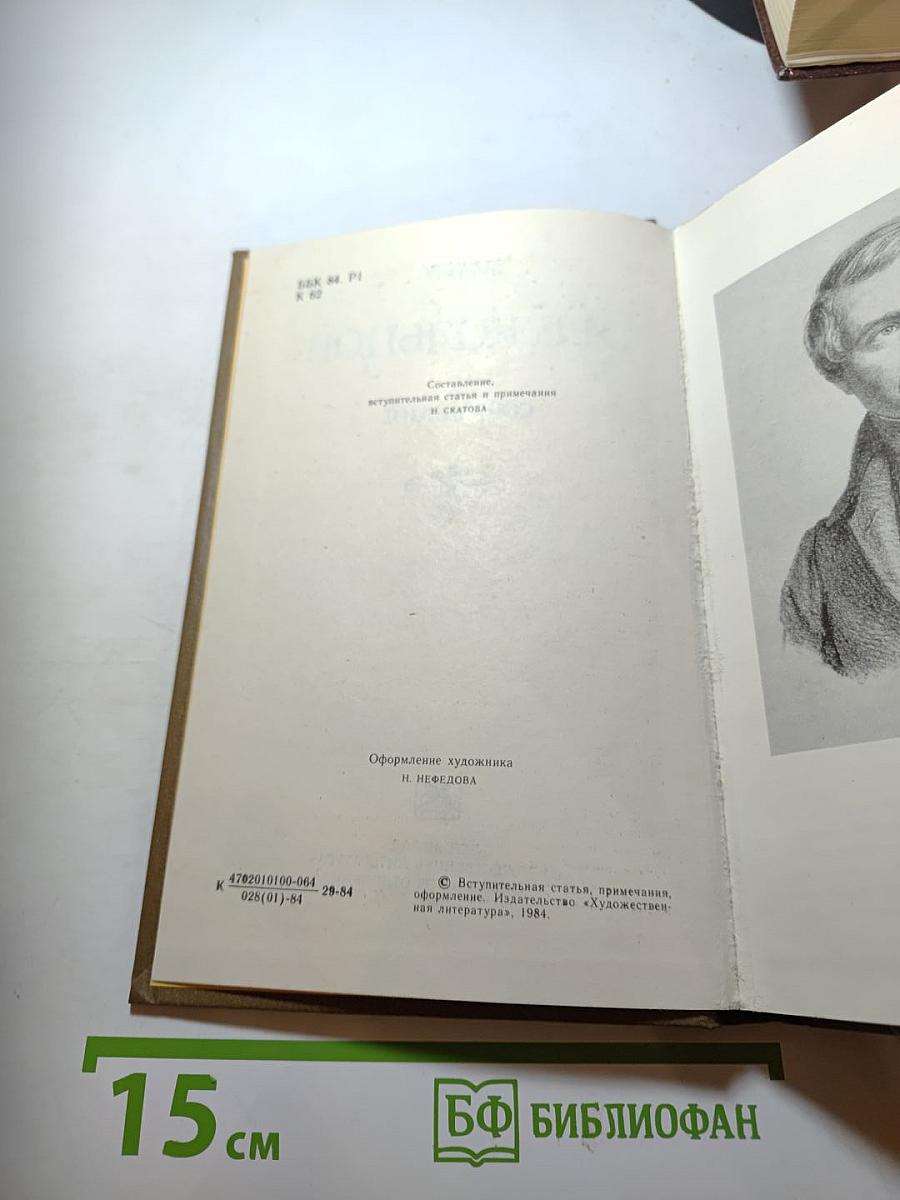 ББК 84. Р1
К 62
Составление,
вступительная статья и примечания
Н. СКАТОВА
Оформление художника
Н. НЕФЕДОВА
К 4702010100-064 29-84
028(01)-84
© Вступительная статья, примечания,
оформление. Издательство «Художествен-
ная литература», 1984.
15 см
БФ БИБЛИОФАН